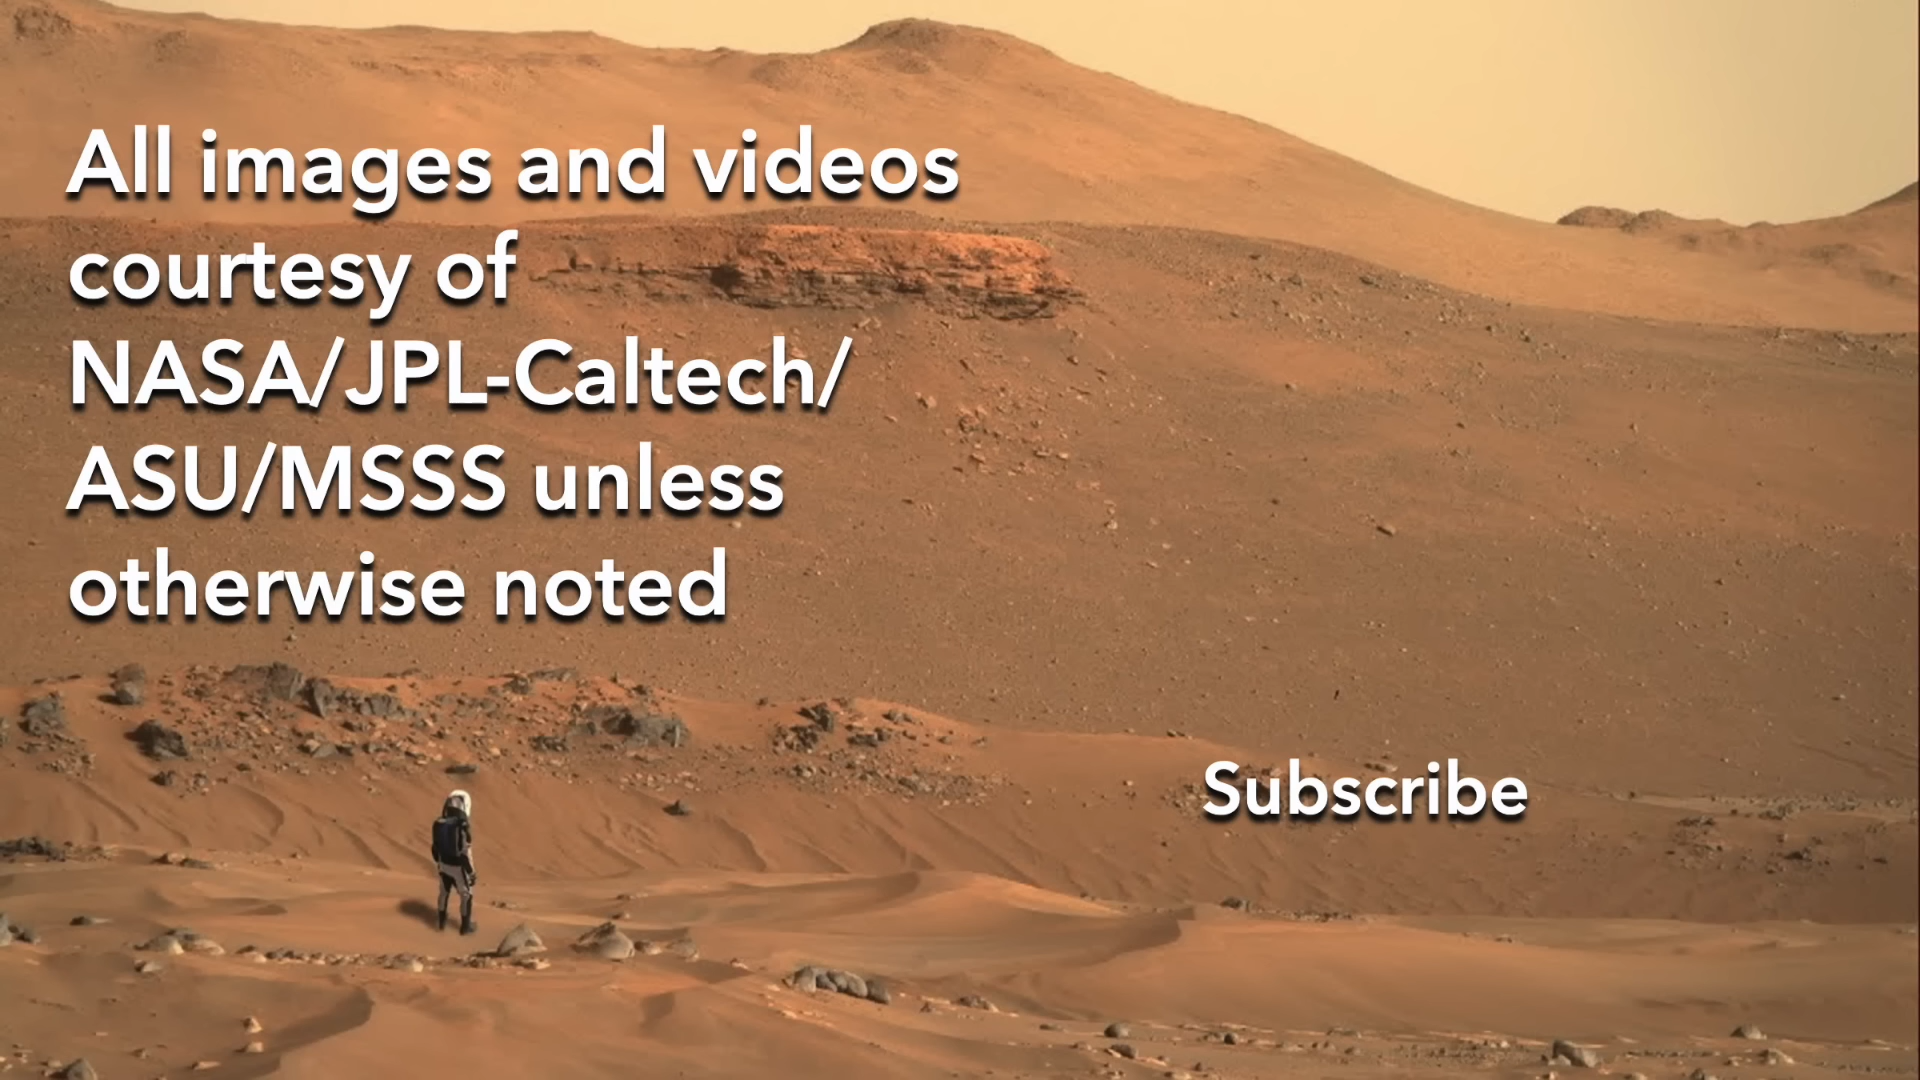 All images and videos
courtesy of
NASA/JPL-Caltech/
ASU/MSSS unless
otherwise noted
Subscribe